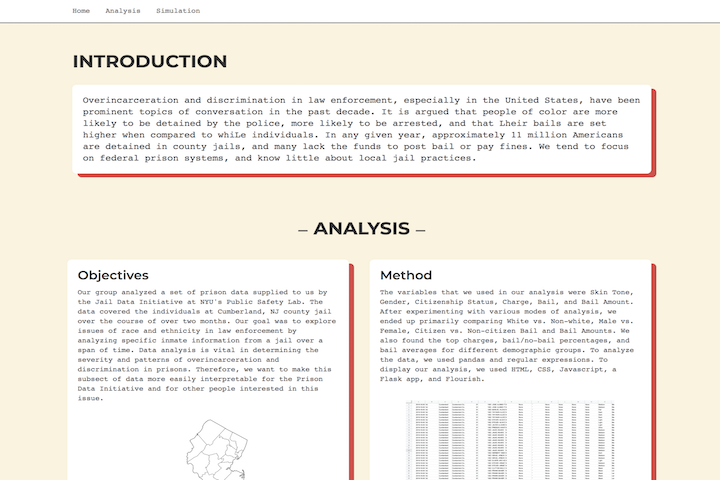 Home Analysis Simulation
INTRODUCTION
Overincarceration and discrimination in law enforcement, especially in the United States, have been
prominent topics of conversation in the past decade. It is argued that people of color are more
likely to be detained by the police, more likely to be arrested, and that Lheir bails are set
higher when compared to whiLe individuals. In any given year, approximately 11 million Americans
are detained in county jails, and many lack the funds to post bail or pay fines. We tend to focus
on federal prison systems, and know little about local jail practices.
– ANALYSIS –
Objectives
Our group analyzed a set of prison data supplied to us by
the Jail Data Initiative at NYU's Public Safety Lab. The
data covered the individuals at Cumberland, NJ county jail
over the course of over two months. Our goal was to explore
issues of race and ethnicity in law enforcement by
analyzing specific inmate information from a jail over a
span of time. Data analysis is vital in determining the
severity and patterns of overincarceration and
discrimination in prisons. Therefore, we want to make this
subsect of data more easily interpretable for the Prison
Data Initiative and for other people interested in this
issue.
Method
The variables that we used in our analysis were Skin Tone,
Gender, Citizenship Status, Charge, Bail, and Bail Amount.
After experimenting with various modes of analysis, we
ended up primarily comparing White vs. Non-white, Male vs.
Female, Citizen vs. Non-citizen Bail and Bail Amounts. We
also found the top charges, bail/no-bail percentages, and
bail averages for different demographic groups. To analyze
the data, we used pandas and regular expressions. To
display our analysis, we used HTML, CSS, Javascript, a
Flask app, and Flourish.